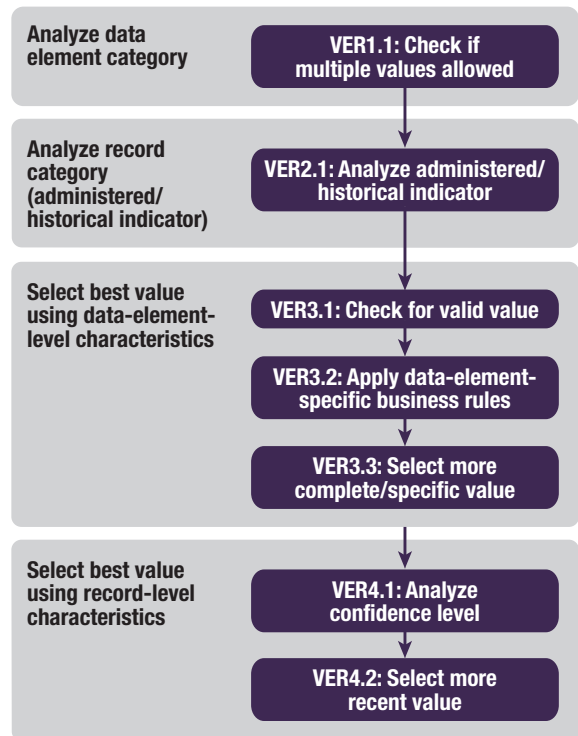 Analyze data
element category
VER1.1: Check if
multiple values allowed
Analyze record
category
(administered/
historical indicator)
VER2.1: Analyze administered/
historical indicator
Select best value
using data-element-
level characteristics
VER3.1: Check for valid value
VER3.2: Apply data-element-
specific business rules
VER3.3: Select more
complete/specific value
Select best value
using record-level
characteristics
VER4.1: Analyze
confidence level
VER4.2: Select more
recent value